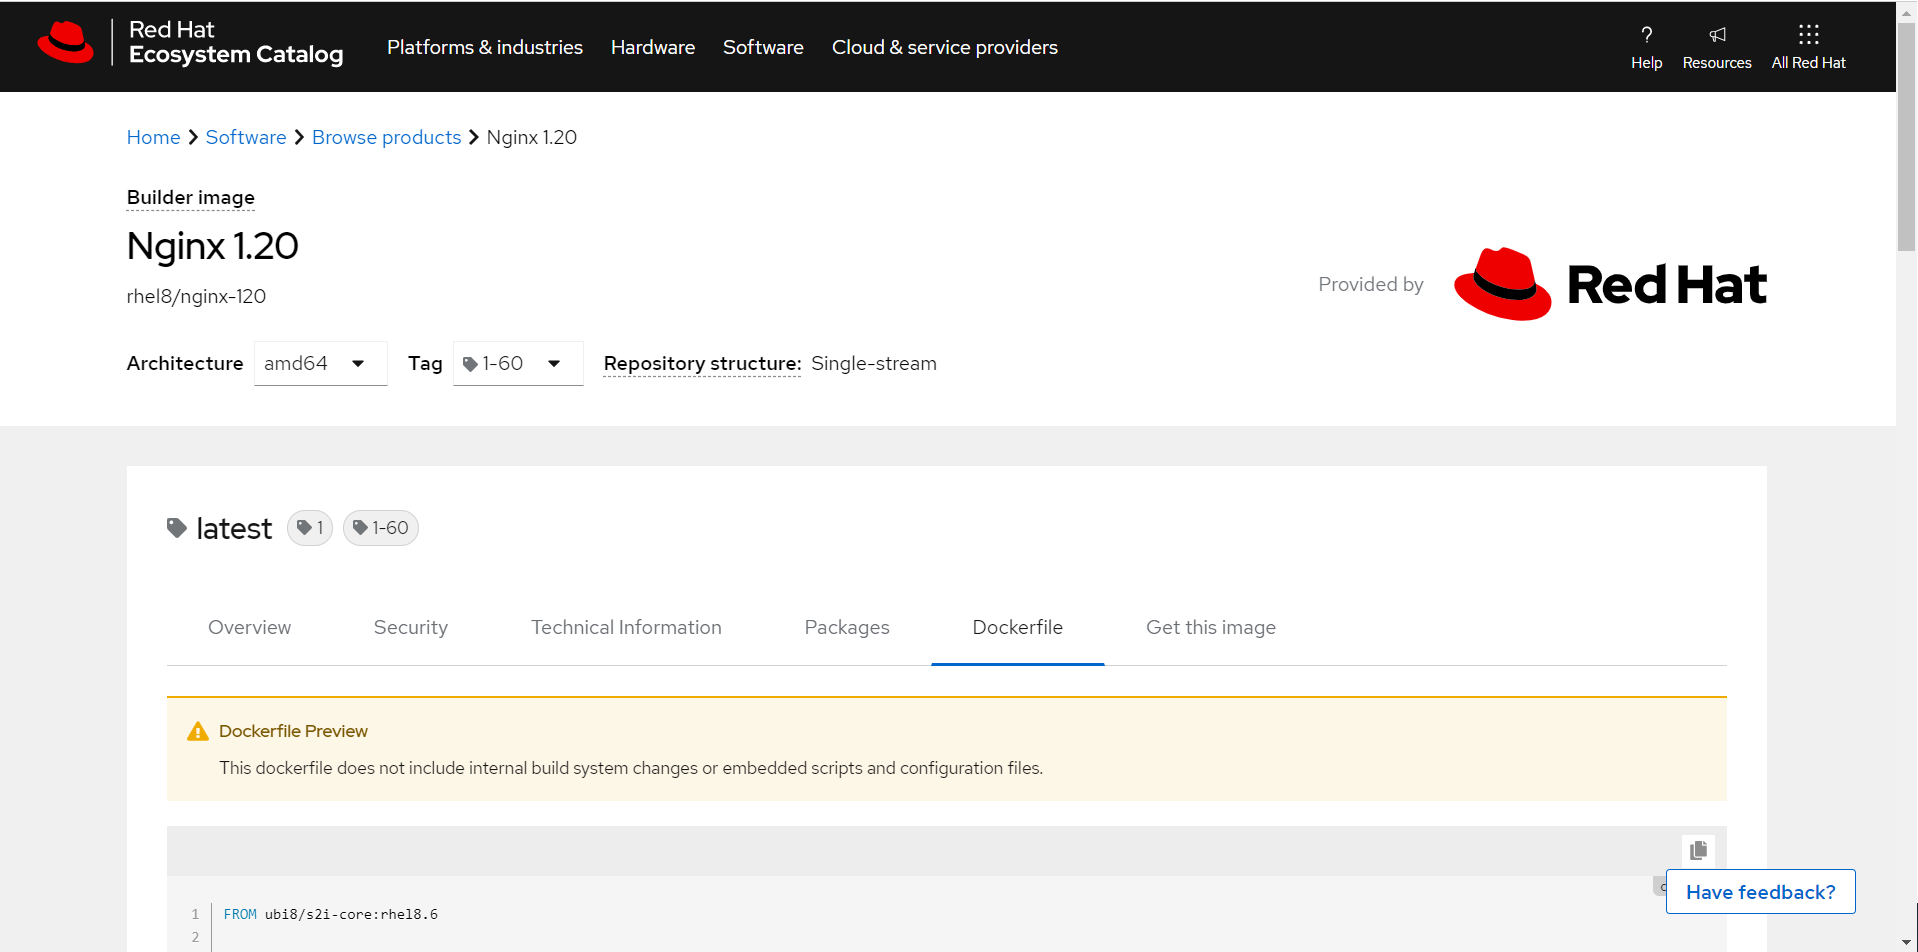 Red Hat
Ecosystem Catalog
Platforms & industries
Hardware
Software
Cloud & service providers
Help
Resources
All Red Hat
Home > Software > Browse products > Nginx 1.20
Builder image
Nginx 1.20
rhel8/nginx-120
Provided by
Red Hat
Architecture amd64 Tag 1-60 Repository structure: Single-stream
latest 1 1-60
Overview
Security
Technical Information
Packages
Dockerfile
Get this image
Dockerfile Preview
This dockerfile does not include internal build system changes or embedded scripts and configuration files.
Have feedback?
1 FROM ubi8/s2i-core:rhel8.6
2